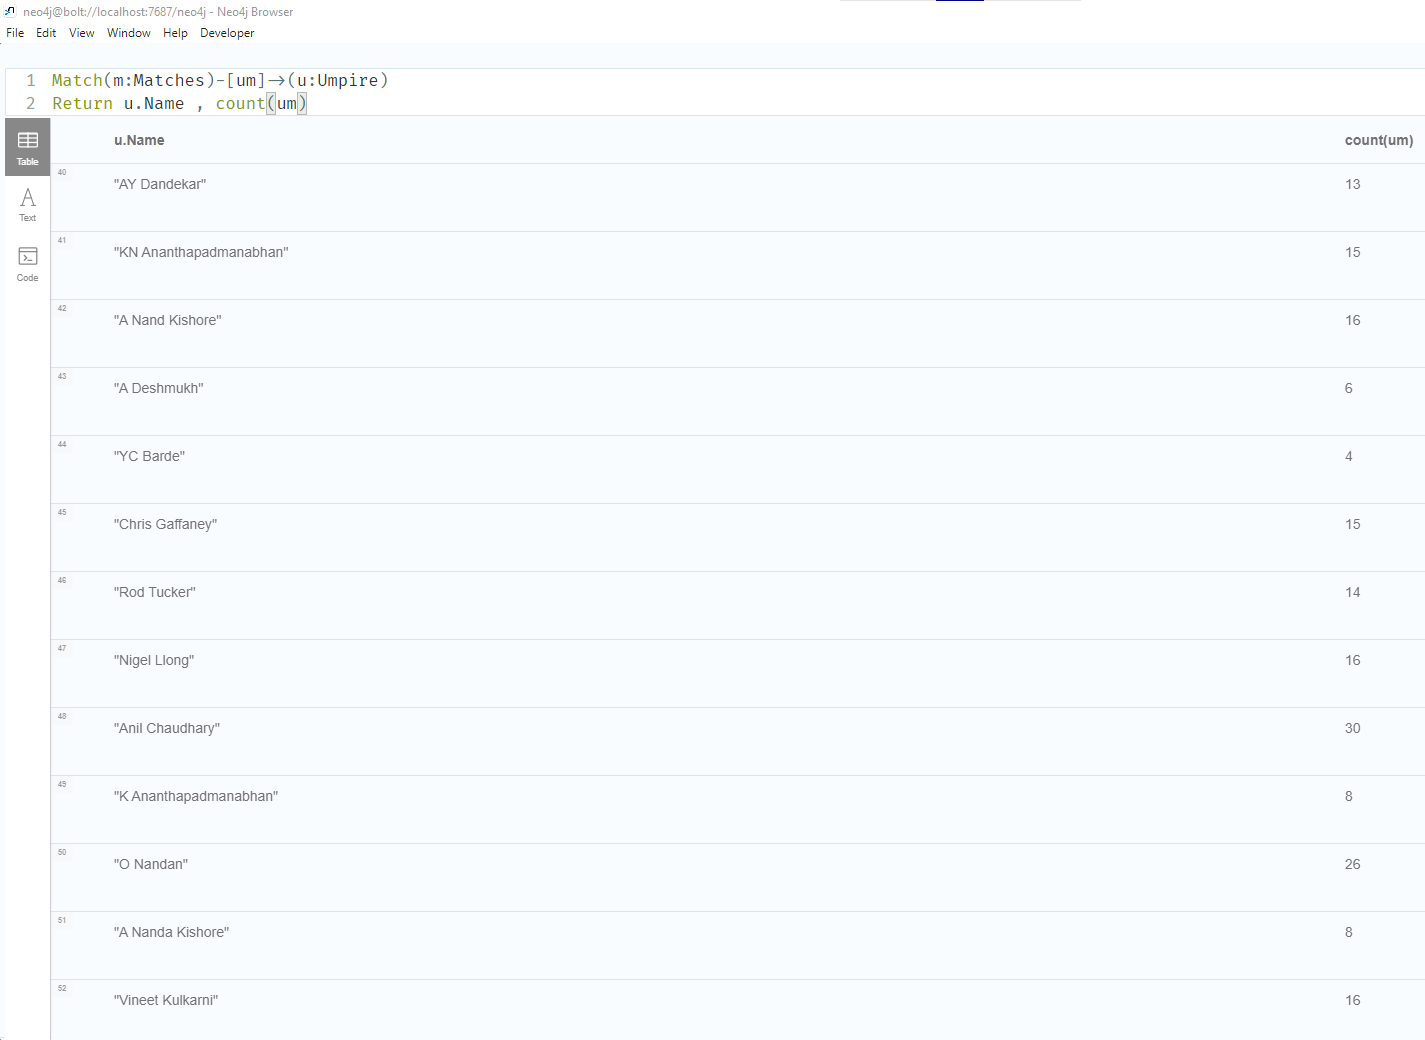 neo4j@bolt://localhost:7687/neo4j - Neo4j Browser
File Edit View Window Help Developer
1 Match(m:Matches)-[um]->(u:Umpire)
2 Return u.Name , count(um)
Table
Text
Code
u.Name count(um)
40 "AY Dandekar" 13
41 "KN Ananthapadmanabhan" 15
42 "A Nand Kishore" 16
43 "A Deshmukh" 6
44 "YC Barde" 4
45 "Chris Gaffaney" 15
46 "Rod Tucker" 14
47 "Nigel Llong" 16
48 "Anil Chaudhary" 30
49 "K Ananthapadmanabhan" 8
50 "O Nandan" 26
51 "A Nanda Kishore" 8
52 "Vineet Kulkarni" 16